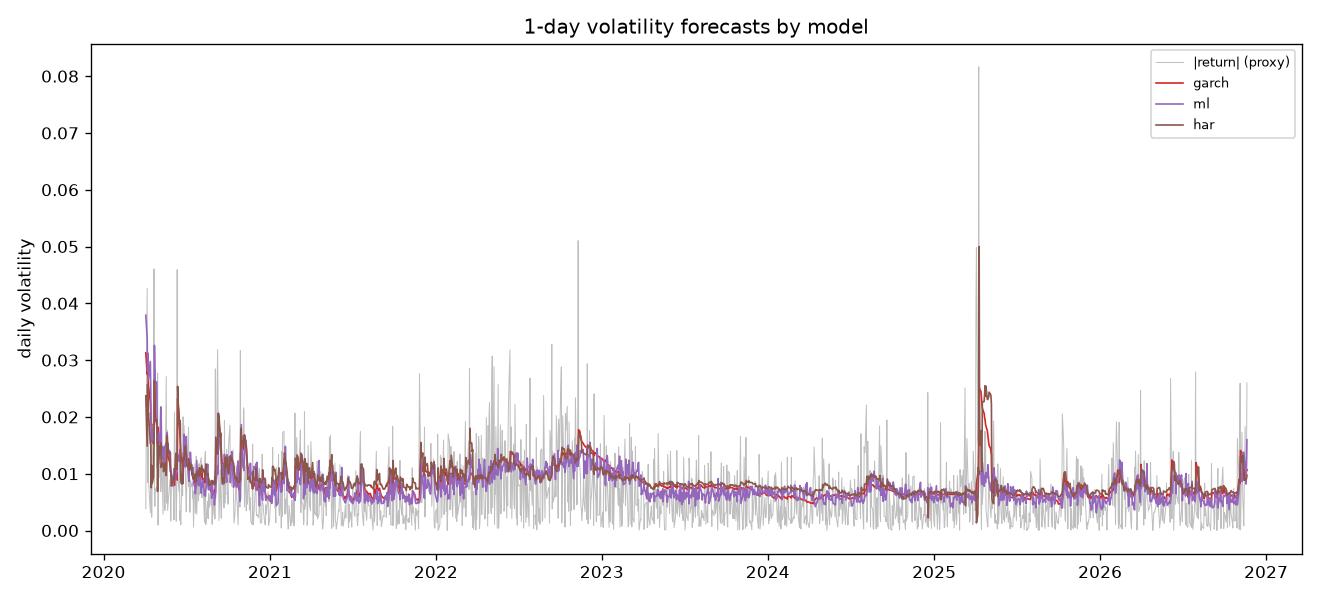 1-day volatility forecasts by model
|return| (proxy)
garch
ml
har
daily volatility
0.08
0.07
0.06
0.05
0.04
0.03
0.02
0.01
0.00
2020
2021
2022
2023
2024
2025
2026
2027